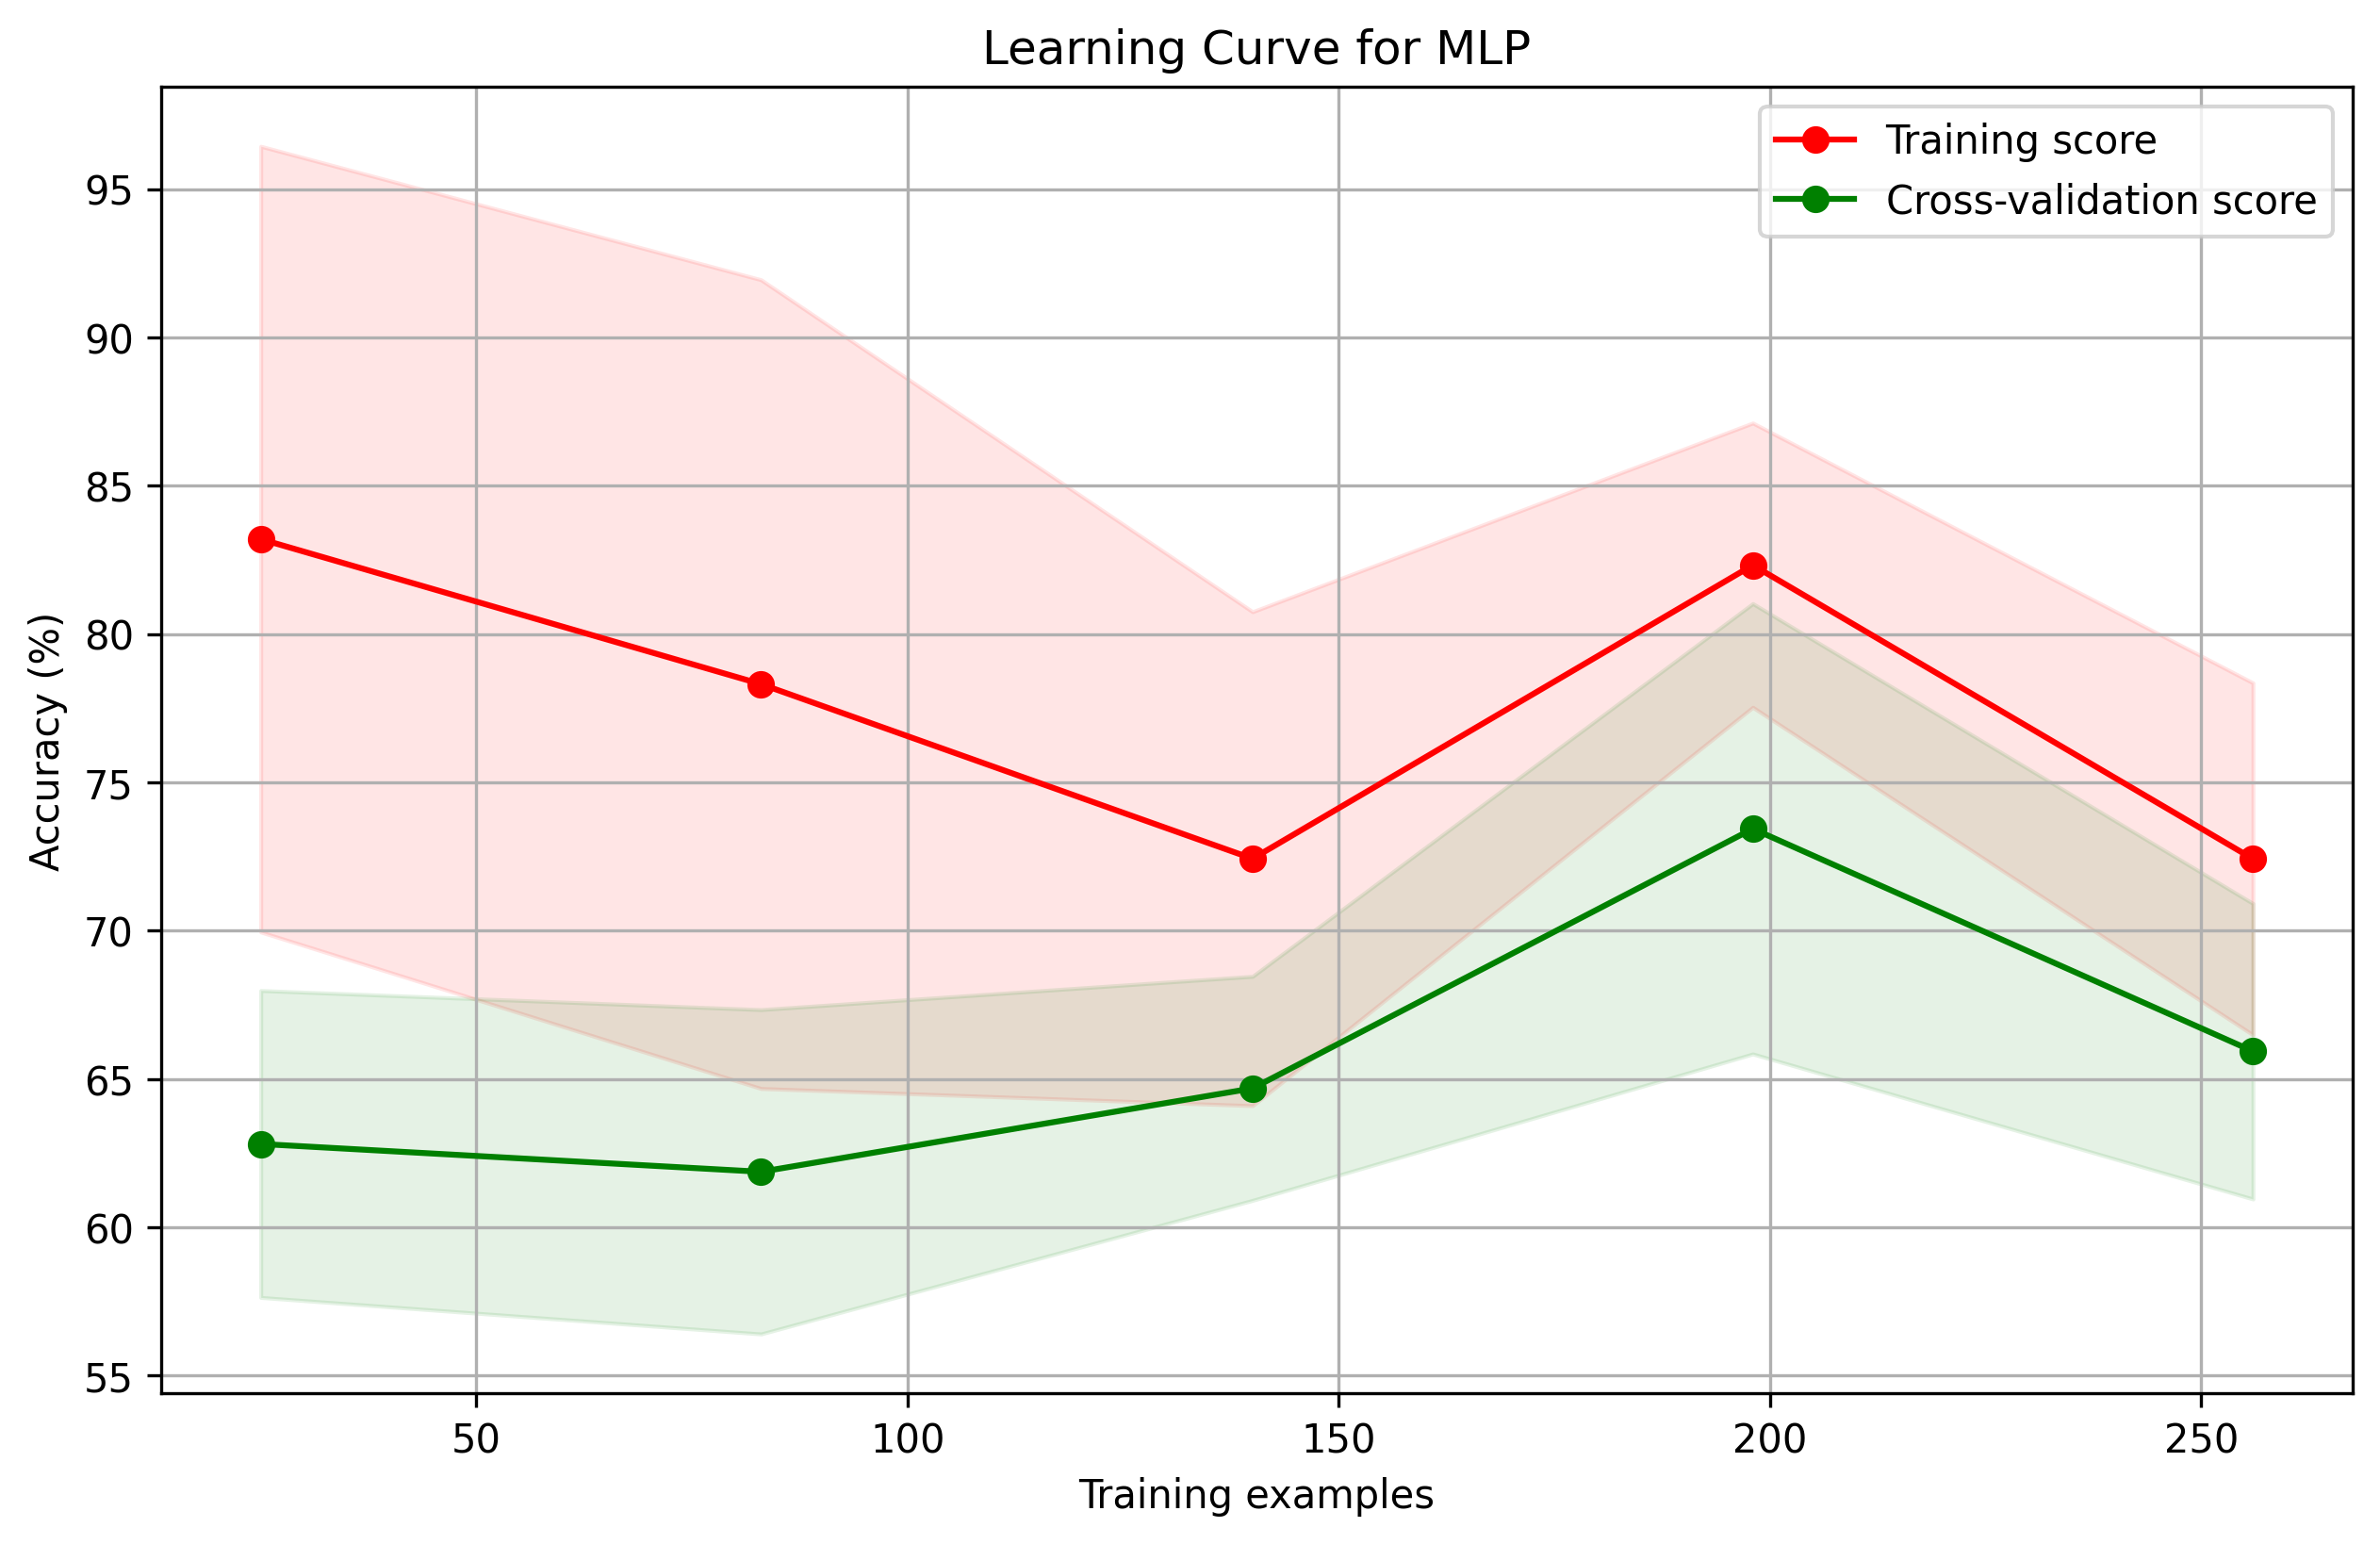 Learning Curve for MLP
Training score
Cross-validation score
Accuracy (%)
95
90
85
80
75
70
65
60
55
50
100
150
200
250
Training examples